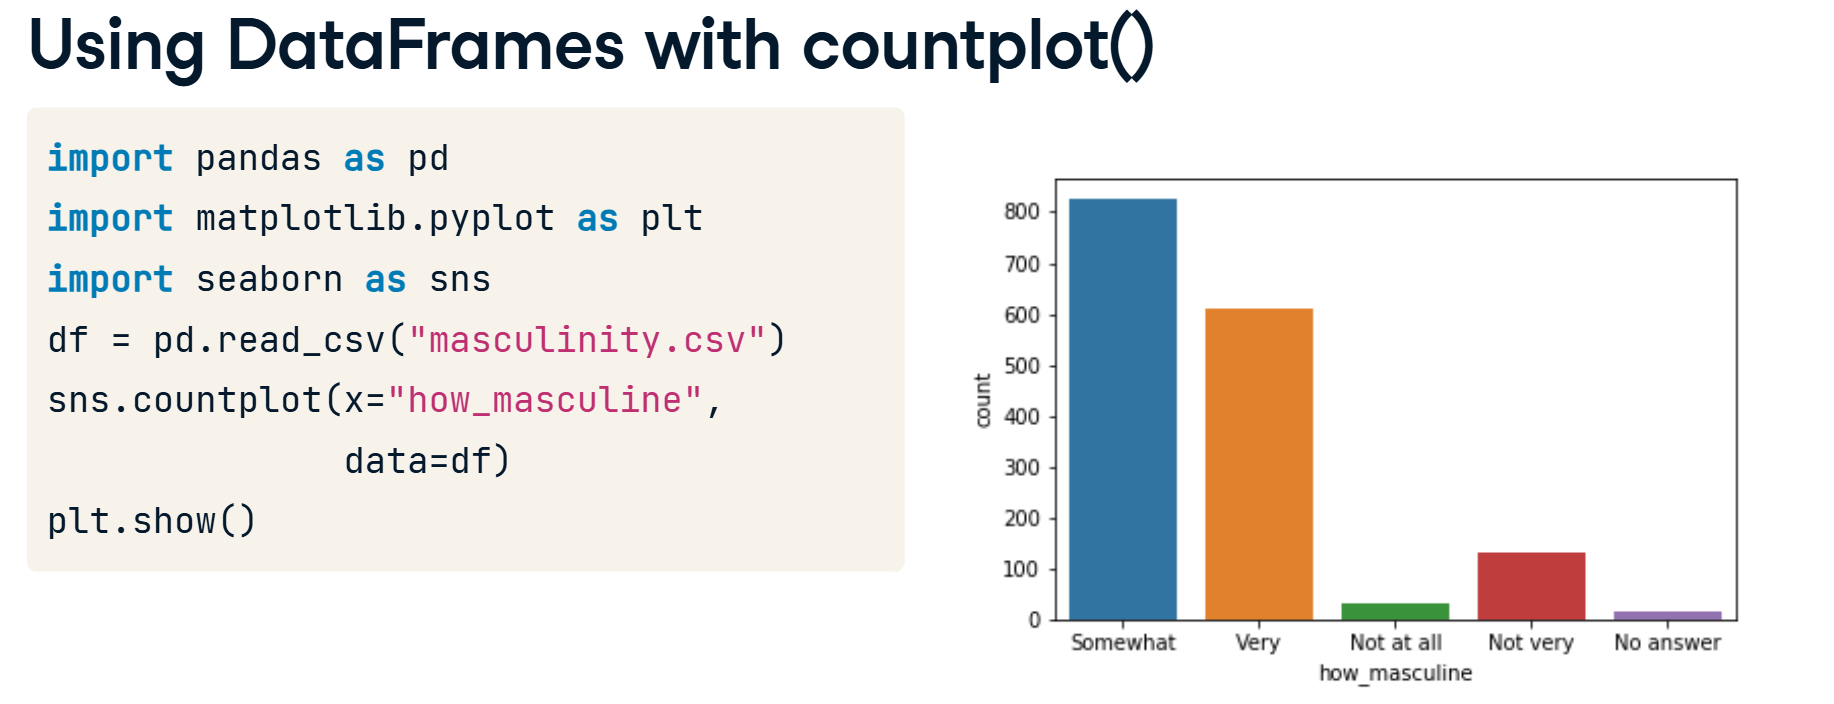 Using DataFrames with countplot()
import pandas as pd
import matplotlib.pyplot as plt
import seaborn as sns
df = pd.read_csv("masculinity.csv")
sns.countplot(x="how_masculine",
              data=df)
plt.show()
800
700
600
500
400
300
200
100
0
count
Somewhat Very Not at all Not very No answer
how_masculine